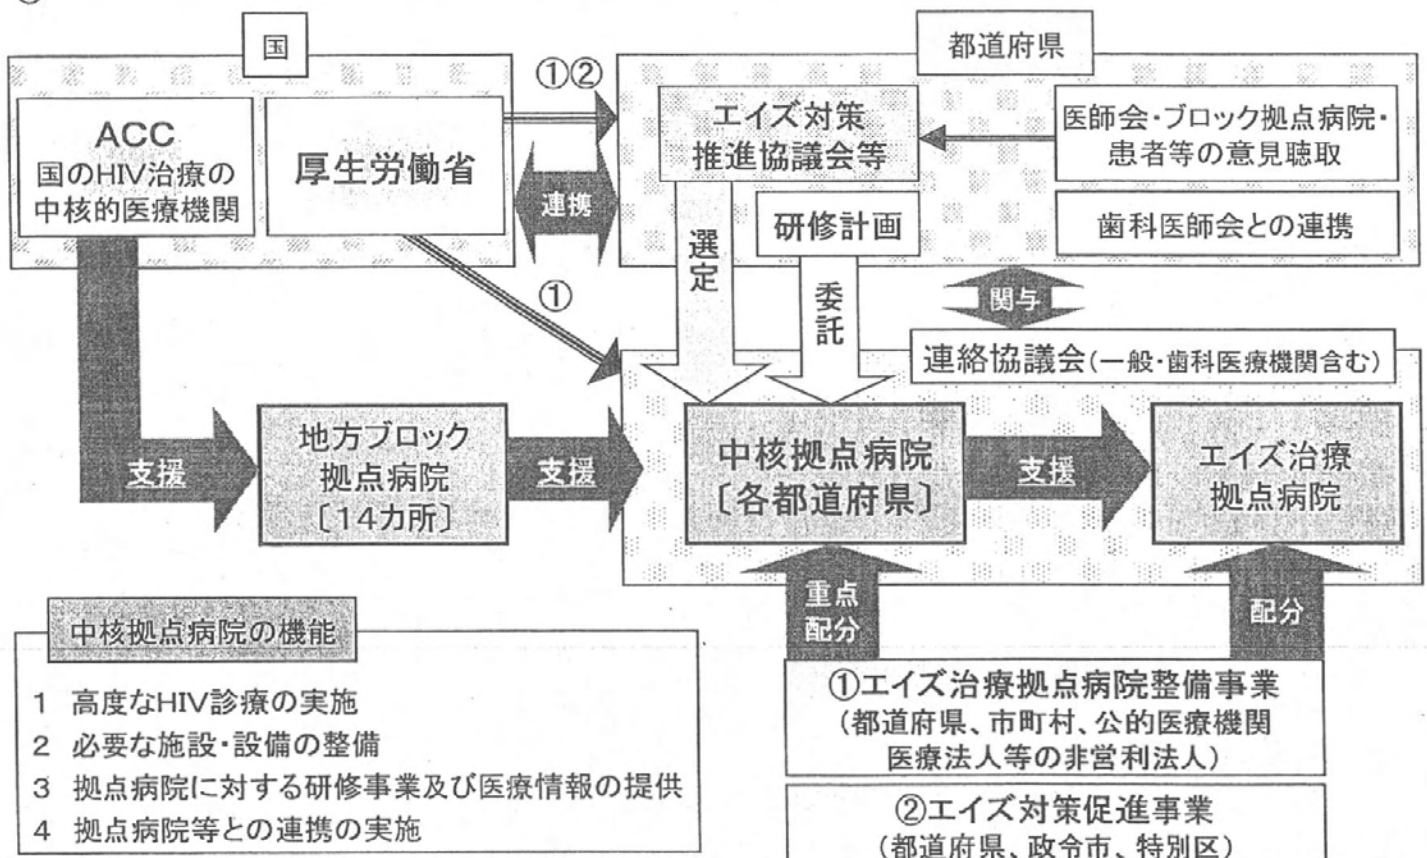 国
都道府県
ACC
国のHIV治療の
中核的医療機関
厚生労働省
①②
連携
①
エイズ対策
推進協議会等
研修計画
医師会・ブロック拠点病院・
患者等の意見聴取
歯科医師会との連携
選定
委託
関与
連絡協議会(一般・歯科医療機関含む)
支援
地方ブロック
拠点病院
〔14カ所〕
支援
中核拠点病院
〔各都道府県〕
支援
エイズ治療
拠点病院
重点
配分
配分
中核拠点病院の機能
1 高度なHIV診療の実施
2 必要な施設・設備の整備
3 拠点病院に対する研修事業及び医療情報の提供
4 拠点病院等との連携の実施
①エイズ治療拠点病院整備事業
(都道府県、市町村、公的医療機関
医療法人等の非営利法人)
②エイズ対策促進事業
(都道府県、政令市、特別区)